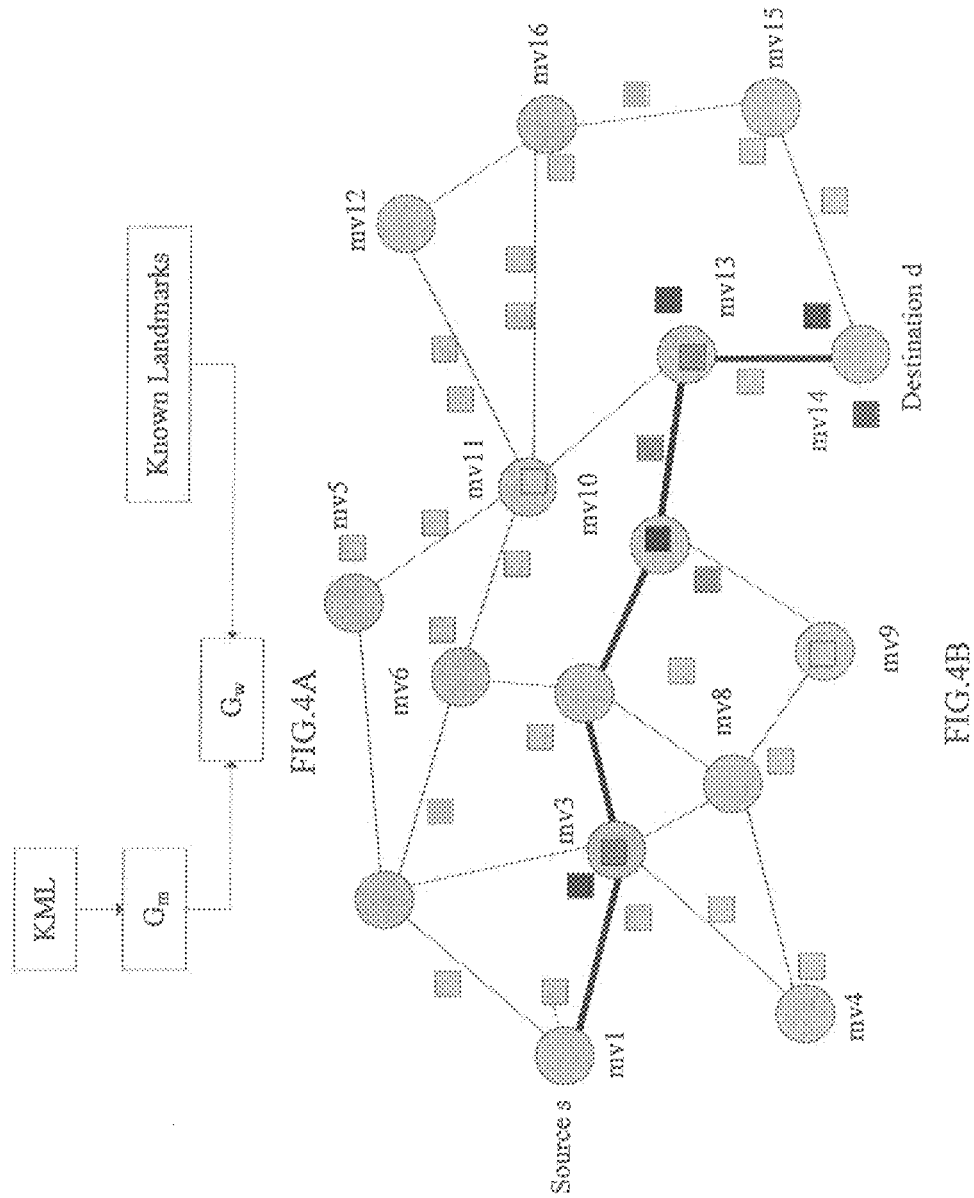 KML
Gm
Gw
Known Landmarks
FIG.4A
mv5
mv12
mv16
mv6
mv11
mv10
mv3
mv13
mv15
Source s
mv1
mv8
mv14
mv4
mv9
Destination d
FIG.4B